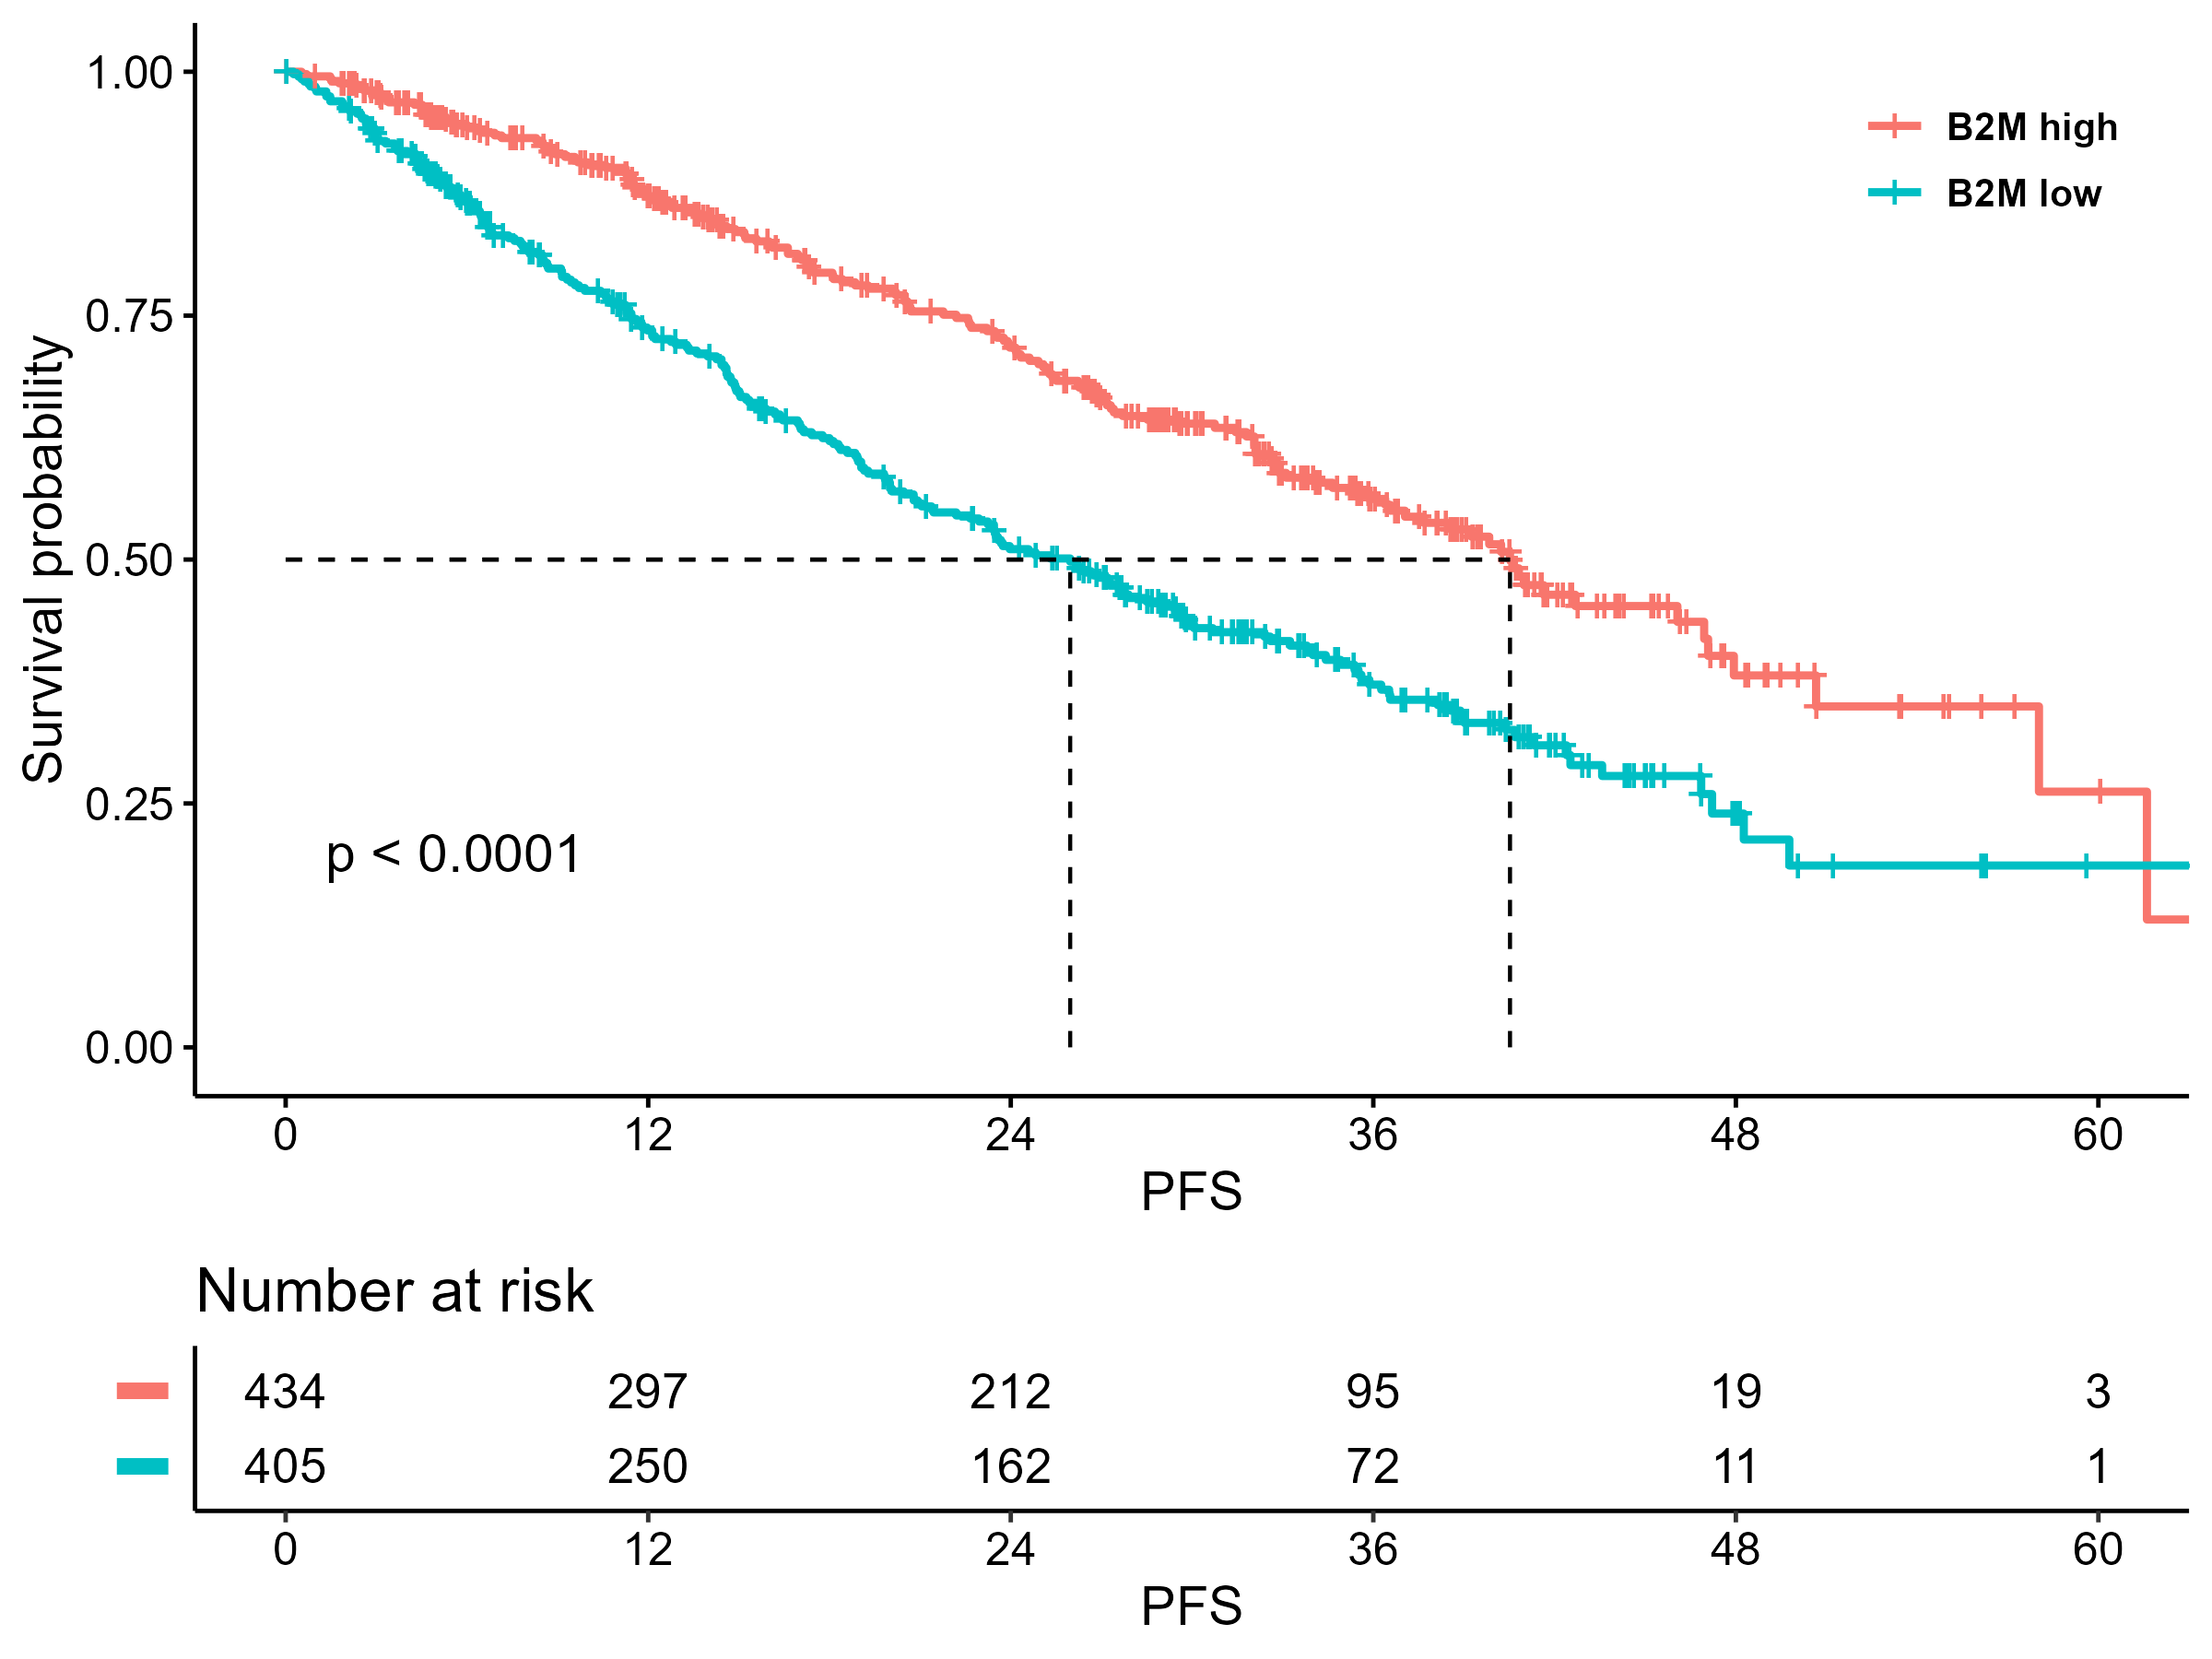 B2M high
B2M low
Survival probability
1.00
0.75
0.50
0.25
0.00
p < 0.0001
0 12 24 36 48 60
PFS
Number at risk
434 297 212 95 19 3
405 250 162 72 11 1
0 12 24 36 48 60
PFS